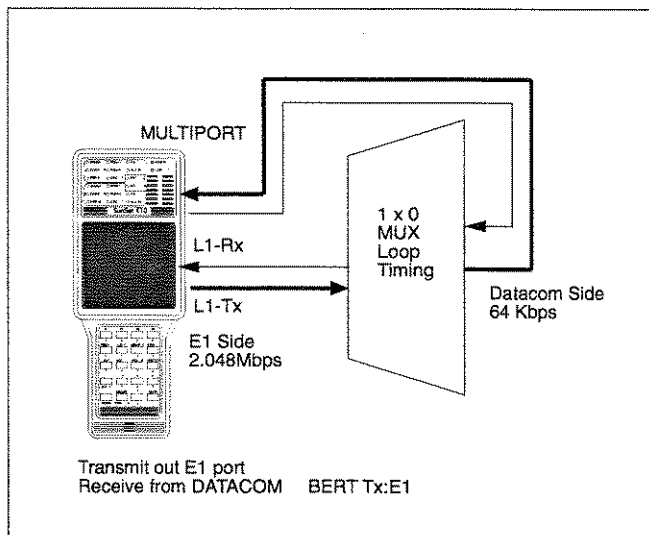 MULTIPORT
L1-Rx
L1-Tx
E1 Side
2.048Mbps
1 x 0
MUX
Loop
Timing
Datacom Side
64 Kbps
Transmit out E1 port
Receive from DATACOM BERT Tx:E1